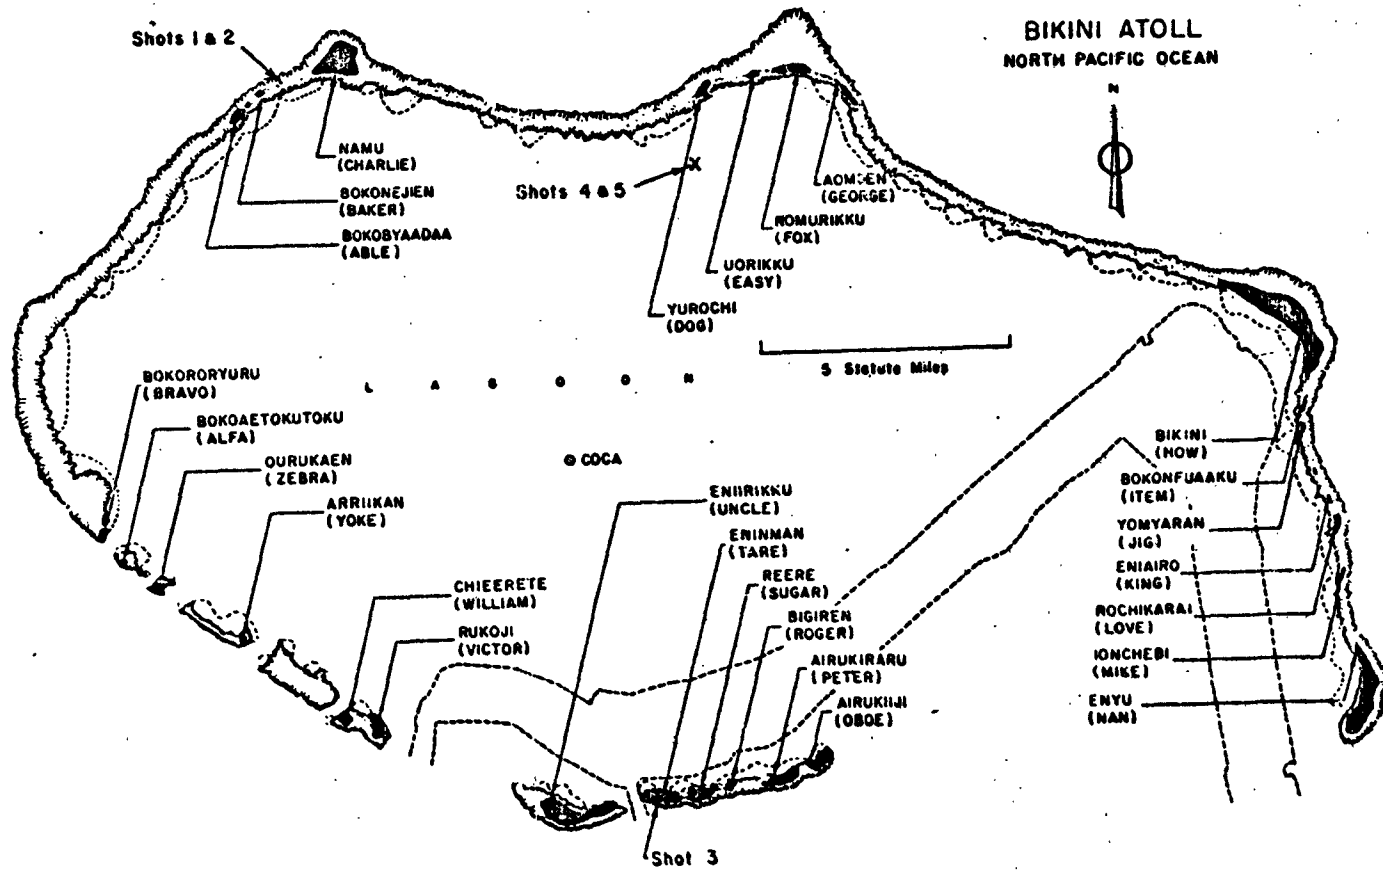 BIKINI ATOLL
NORTH PACIFIC OCEAN
N
Shots 1 & 2
NAMU
(CHARLIE)
BOKONEJIEN
(BAKER)
BOKOBYAADAA
(ABLE)
Shots 4 & 5
AOMOEN
(GEORGE)
ROMURIKKU
(FOX)
UORIKKU
(EASY)
YUROCHI
(DOG)
5 Statute Miles
LAGOON
BOKORORYURU
(BRAVO)
BOKOAETOKUTOKU
(ALFA)
OURUKAEN
(ZEBRA)
ARRIIKAN
(YOKE)
COCA
ENIIRIKKU
(UNCLE)
ENINMAN
(TARE)
REERE
(SUGAR)
BIGIREN
(ROGER)
AIRUKIRARU
(PETER)
AIRUKIIJI
(OBOE)
CHIEERETE
(WILLIAM)
RUKOJI
(VICTOR)
BIKINI
(HOW)
BOKONFUAAKU
(ITEM)
YOMYARAN
(JIG)
ENIAIRO
(KING)
ROCHIKARAI
(LOVE)
IONCHEBI
(MIKE)
ENYU
(NAN)
Shot 3